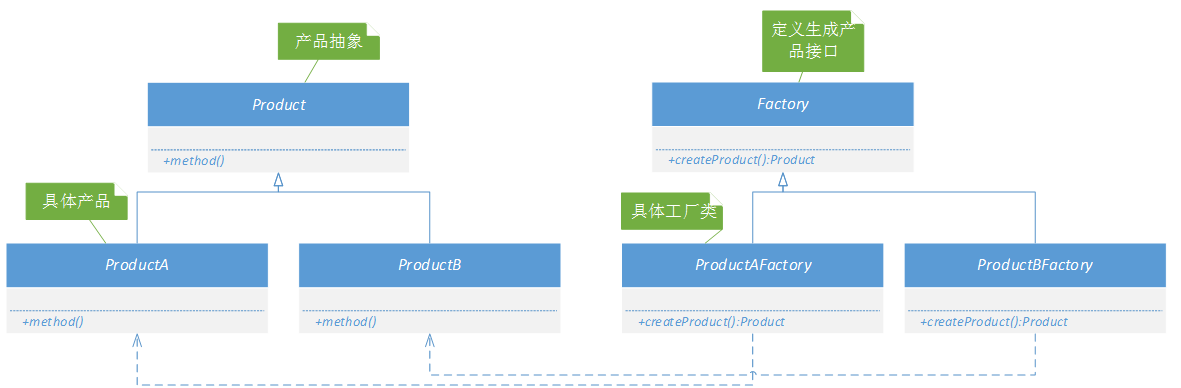 产品抽象
定义生成产
品接口
Product
+method()
Factory
+createProduct():Product
具体产品
具体工厂类
ProductA
+method()
ProductB
+method()
ProductAFactory
+createProduct():Product
ProductBFactory
+createProduct():Product